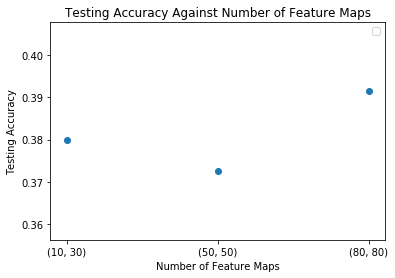 Testing Accuracy Against Number of Feature Maps
0.40
0.39
0.38
0.37
0.36
Testing Accuracy
(10, 30)
(50, 50)
(80, 80)
Number of Feature Maps